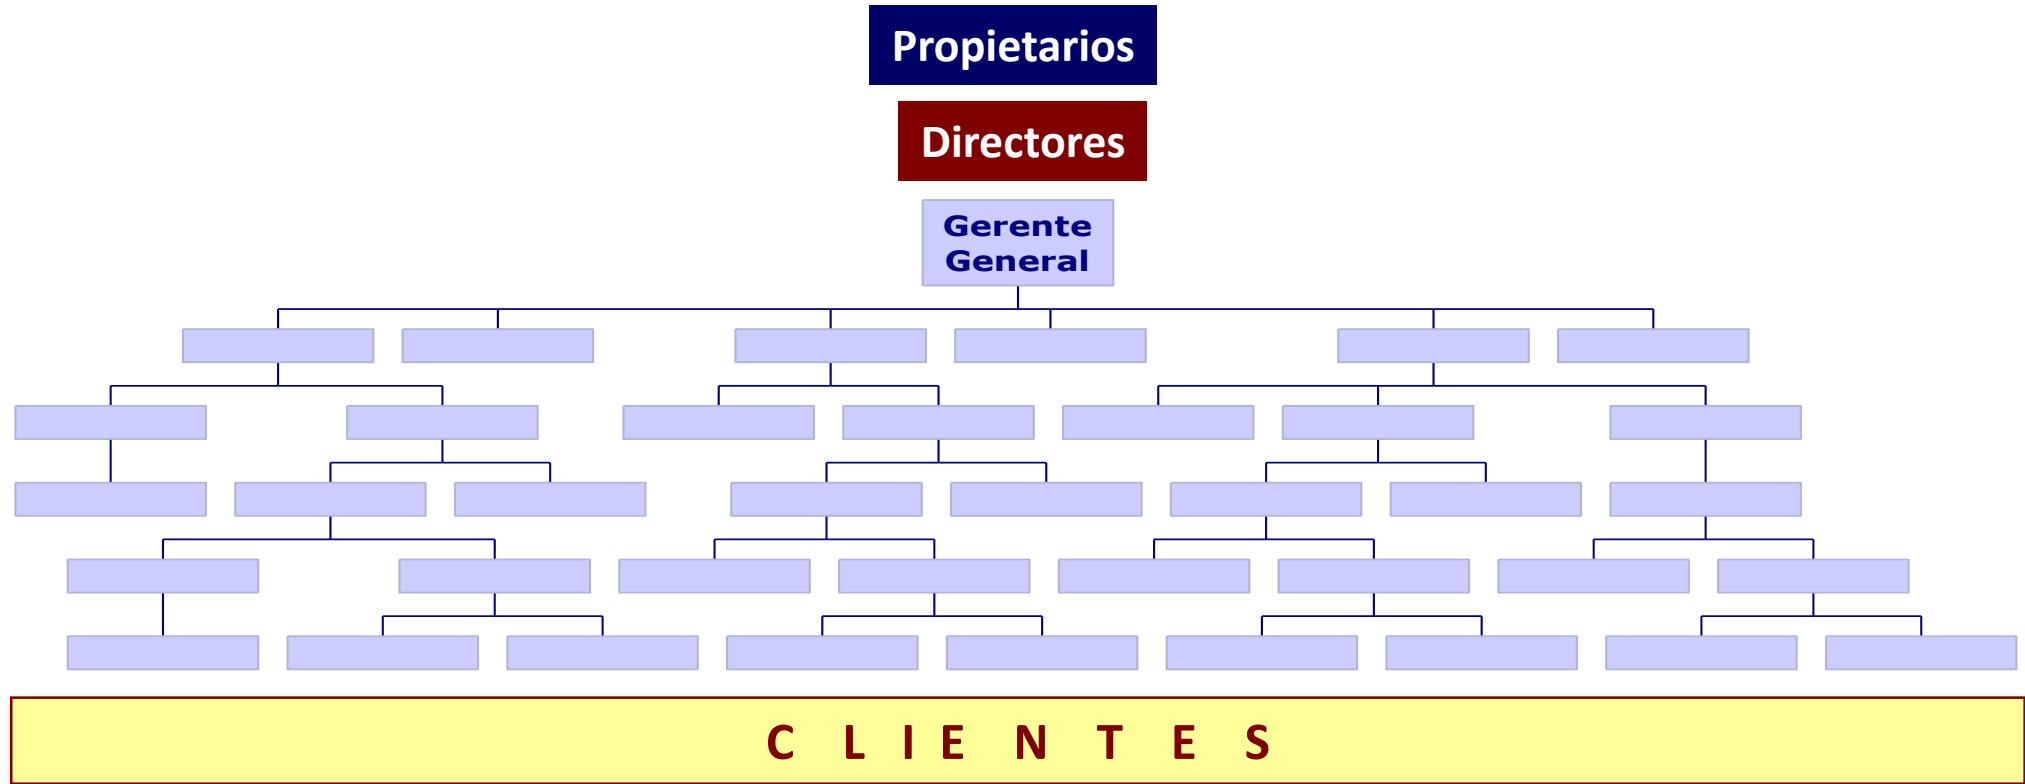 Propietarios
Directores
Gerente
General
C L I E N T E S